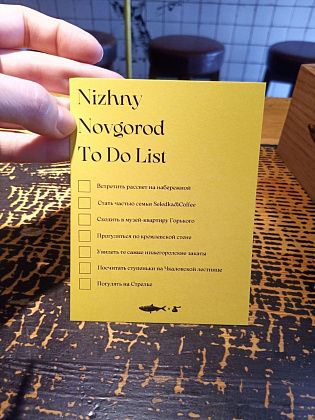 Nizhny
Novgorod
To Do List
Встретить рассвет на набережной
Стать частью семьи Seledka&Coffee
Сходить в музей-квартиру Горького
Прогуляться по кремлевской стене
Увидеть те самые нижегородские закаты
Посчитать ступеньки на Чкаловской лестнице
Погулять на Стрелке